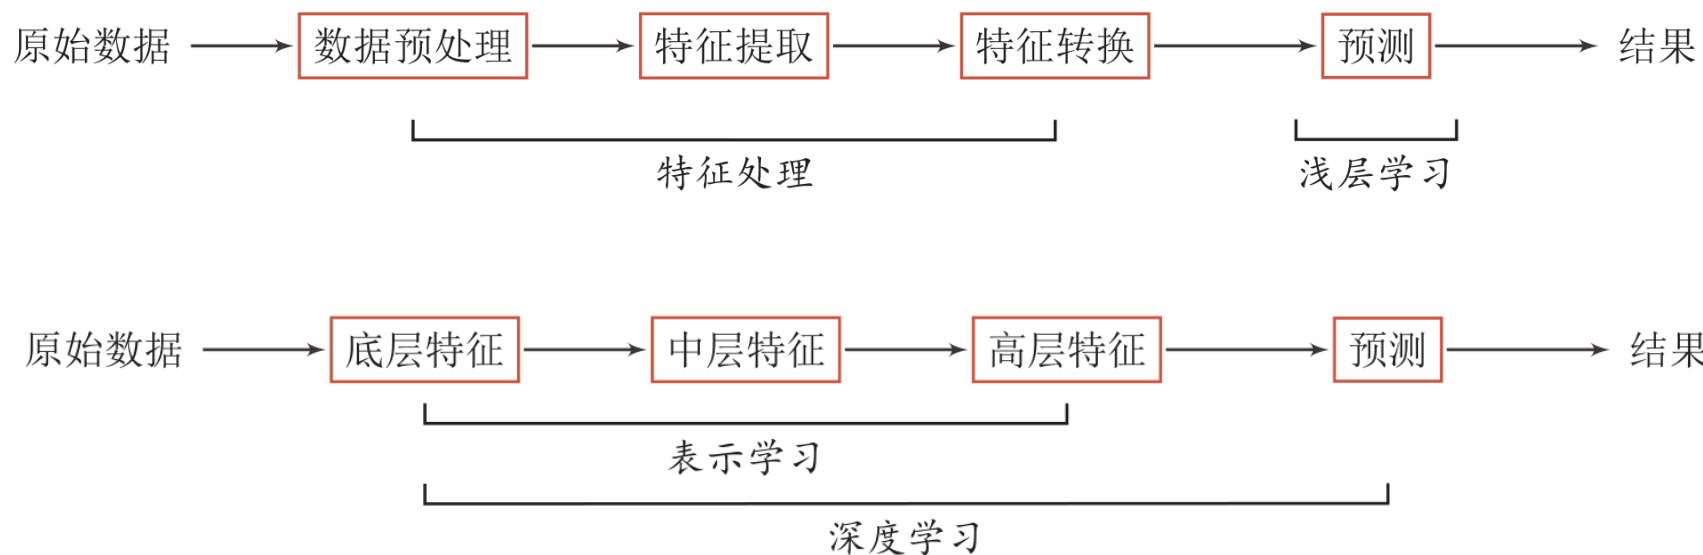 原始数据 数据预处理 特征提取 特征转换 预测 结果
特征处理 浅层学习
原始数据 底层特征 中层特征 高层特征 预测 结果
表示学习
深度学习